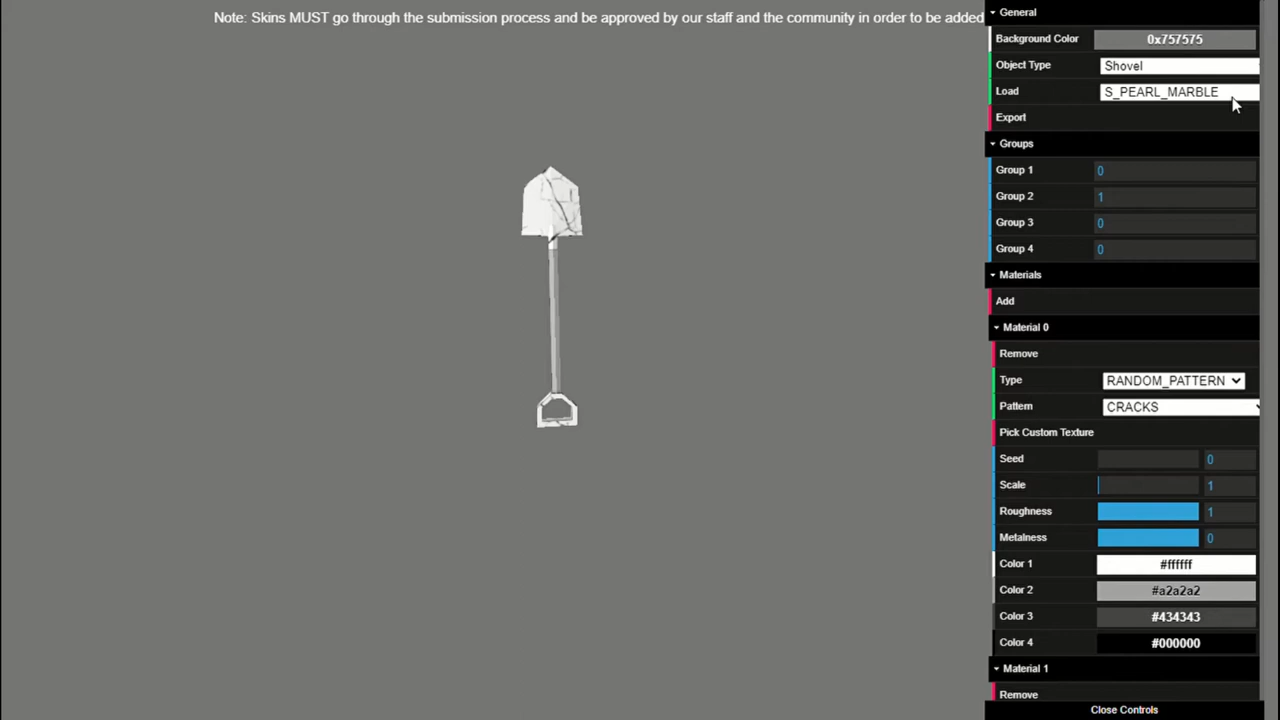 Note: Skins MUST go through the submission process and be approved by our staff and the community in order to be added
General
Background Color 0x757575
Object Type Shovel
Load S_PEARL_MARBLE
Export
Groups
Group 1 0
Group 2 1
Group 3 0
Group 4 0
Materials
Add
Material 0
Remove
Type RANDOM_PATTERN
Pattern CRACKS
Pick Custom Texture
Seed 0
Scale 1
Roughness 1
Metalness 0
Color 1 #ffffff
Color 2 #a2a2a2
Color 3 #434343
Color 4 #000000
Material 1
Remove
Close Controls